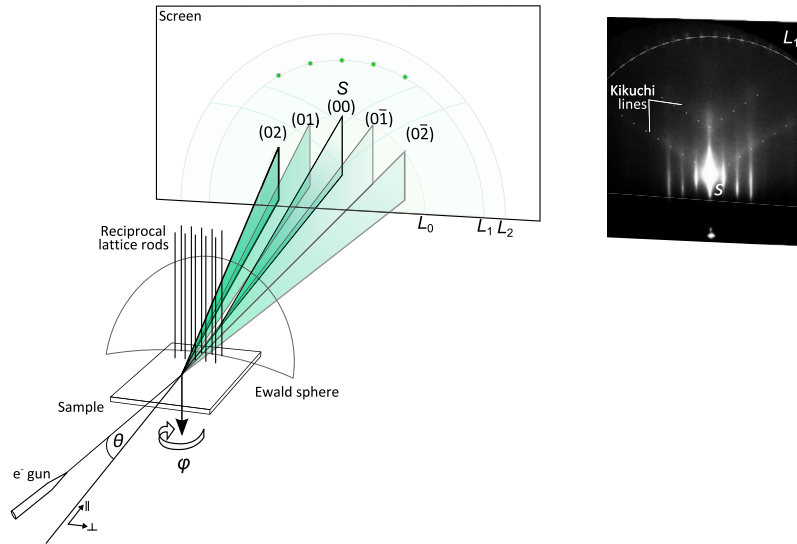 Screen
S
(00)
(02)
(01)
(01̅)
(02̅)
L₀
L₁
L₂
Reciprocal
lattice rods
Ewald sphere
Sample
θ
φ
e⁻ gun
∥
⊥
L₁
Kikuchi
lines
S